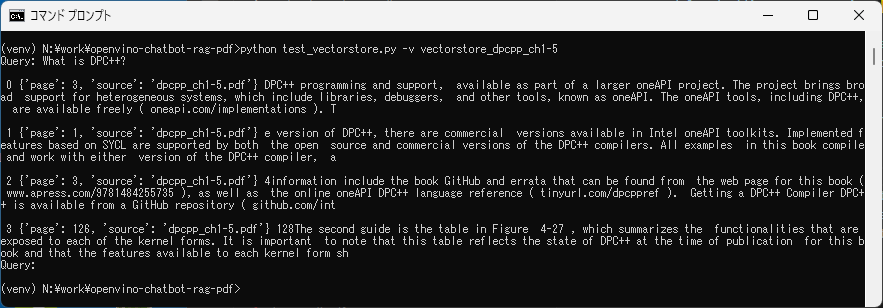 コマンド プロンプト
(venv) N:¥work¥openvino-chatbot-rag-pdf>python test_vectorstore.py -v vectorstore_dpcpp_ch1-5
Query: What is DPC++?
0 {'page': 3, 'source': 'dpcpp_ch1-5.pdf'} DPC++ programming and support,  available as part of a larger oneAPI project. The project brings bro
ad  support for heterogeneous systems, which include libraries, debuggers,  and other tools, known as oneAPI. The oneAPI tools, including DPC++,
  are available freely ( oneapi.com/implementations ). T
1 {'page': 1, 'source': 'dpcpp_ch1-5.pdf'} e version of DPC++, there are commercial  versions available in Intel oneAPI toolkits. Implemented f
eatures based on SYCL are supported by both  the open  source and commercial versions of the DPC++ compilers. All examples  in this book compile
 and work with either  version of the DPC++ compiler,  a
2 {'page': 3, 'source': 'dpcpp_ch1-5.pdf'} 4information include the book GitHub and errata that can be found from  the web page for this book (
 www.apress.com/9781484255735 ), as well as  the online oneAPI DPC++ language reference ( tinyurl.com/dpcppref ).  Getting a DPC++ Compiler DPC+
+ is available from a GitHub repository ( github.com/int
3 {'page': 126, 'source': 'dpcpp_ch1-5.pdf'} 128The second guide is the table in Figure  4-27 , which summarizes the  functionalities that are
exposed to each of the kernel forms. It is important  to note that this table reflects the state of DPC++ at the time of publication  for this b
ook and that the features available to each kernel form sh
Query:
(venv) N:¥work¥openvino-chatbot-rag-pdf>